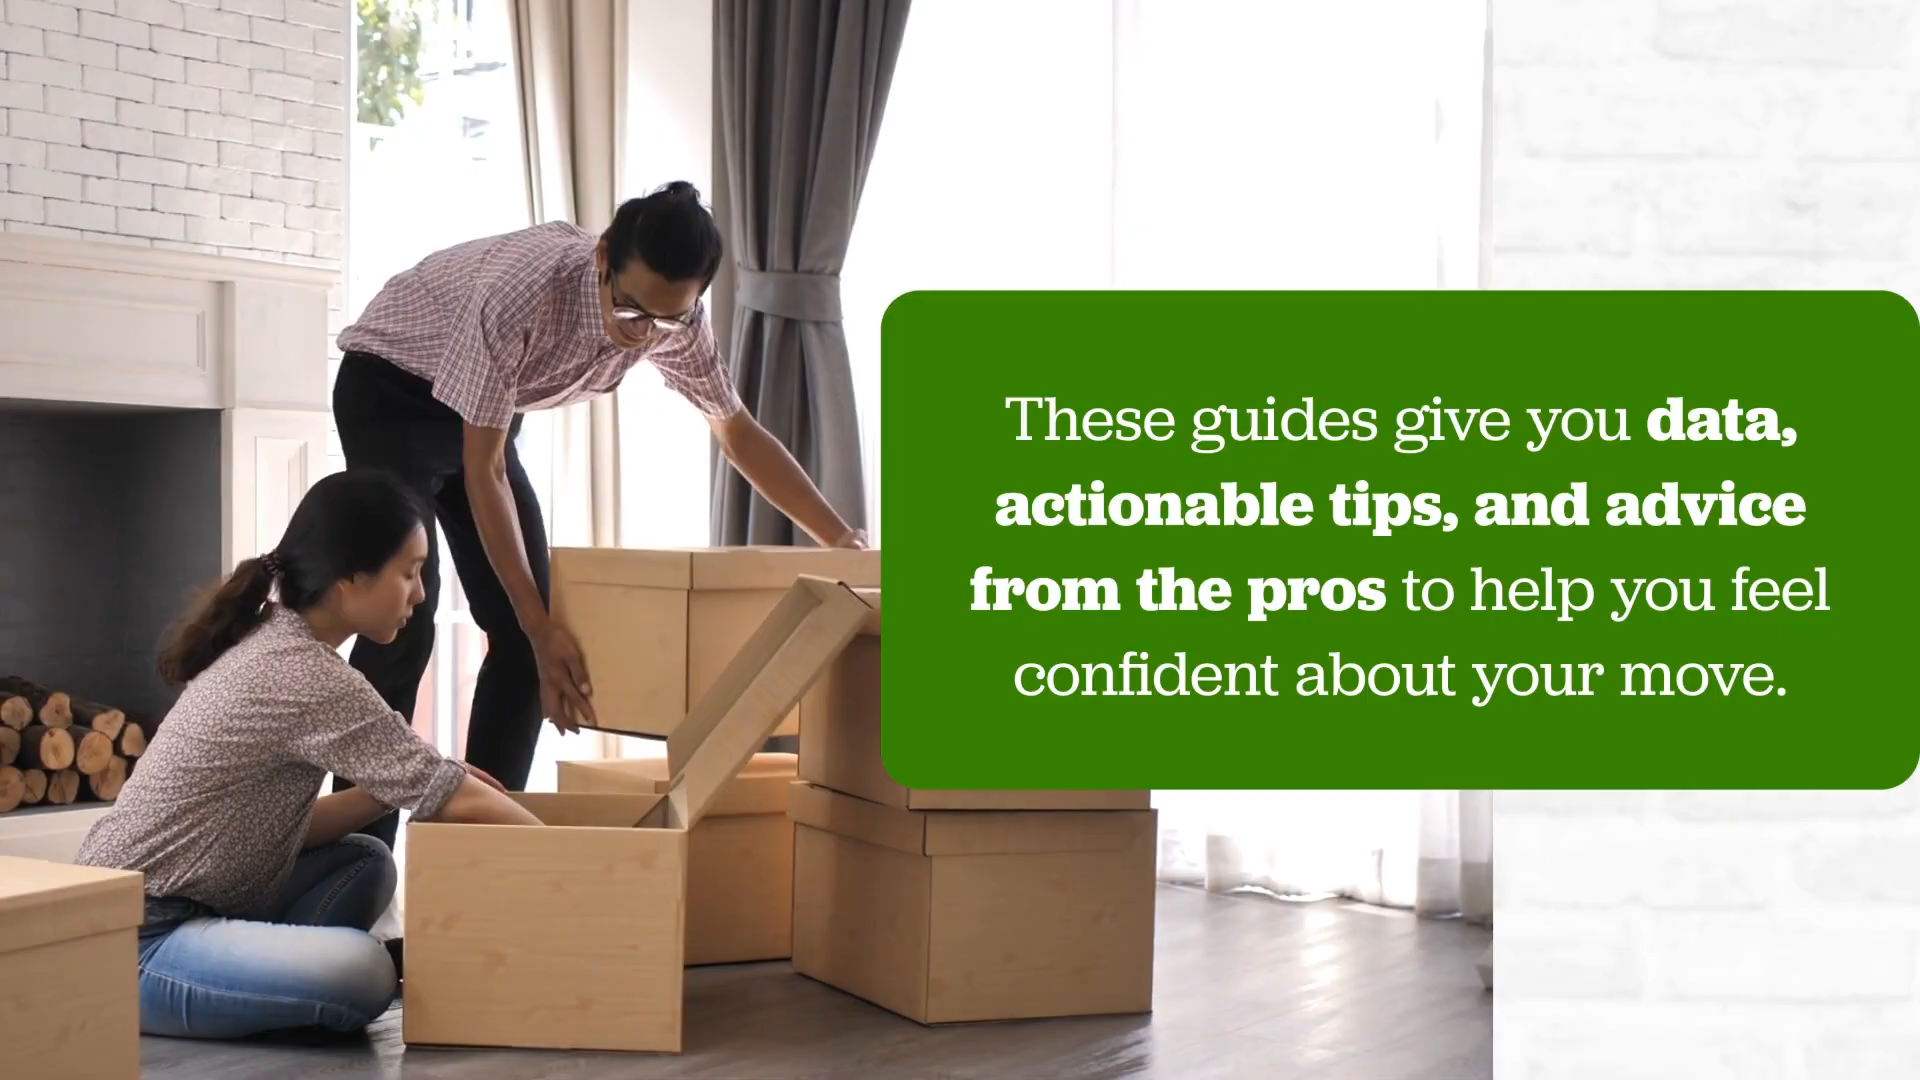 These guides give you data,
actionable tips, and advice
from the pros to help you feel
confident about your move.